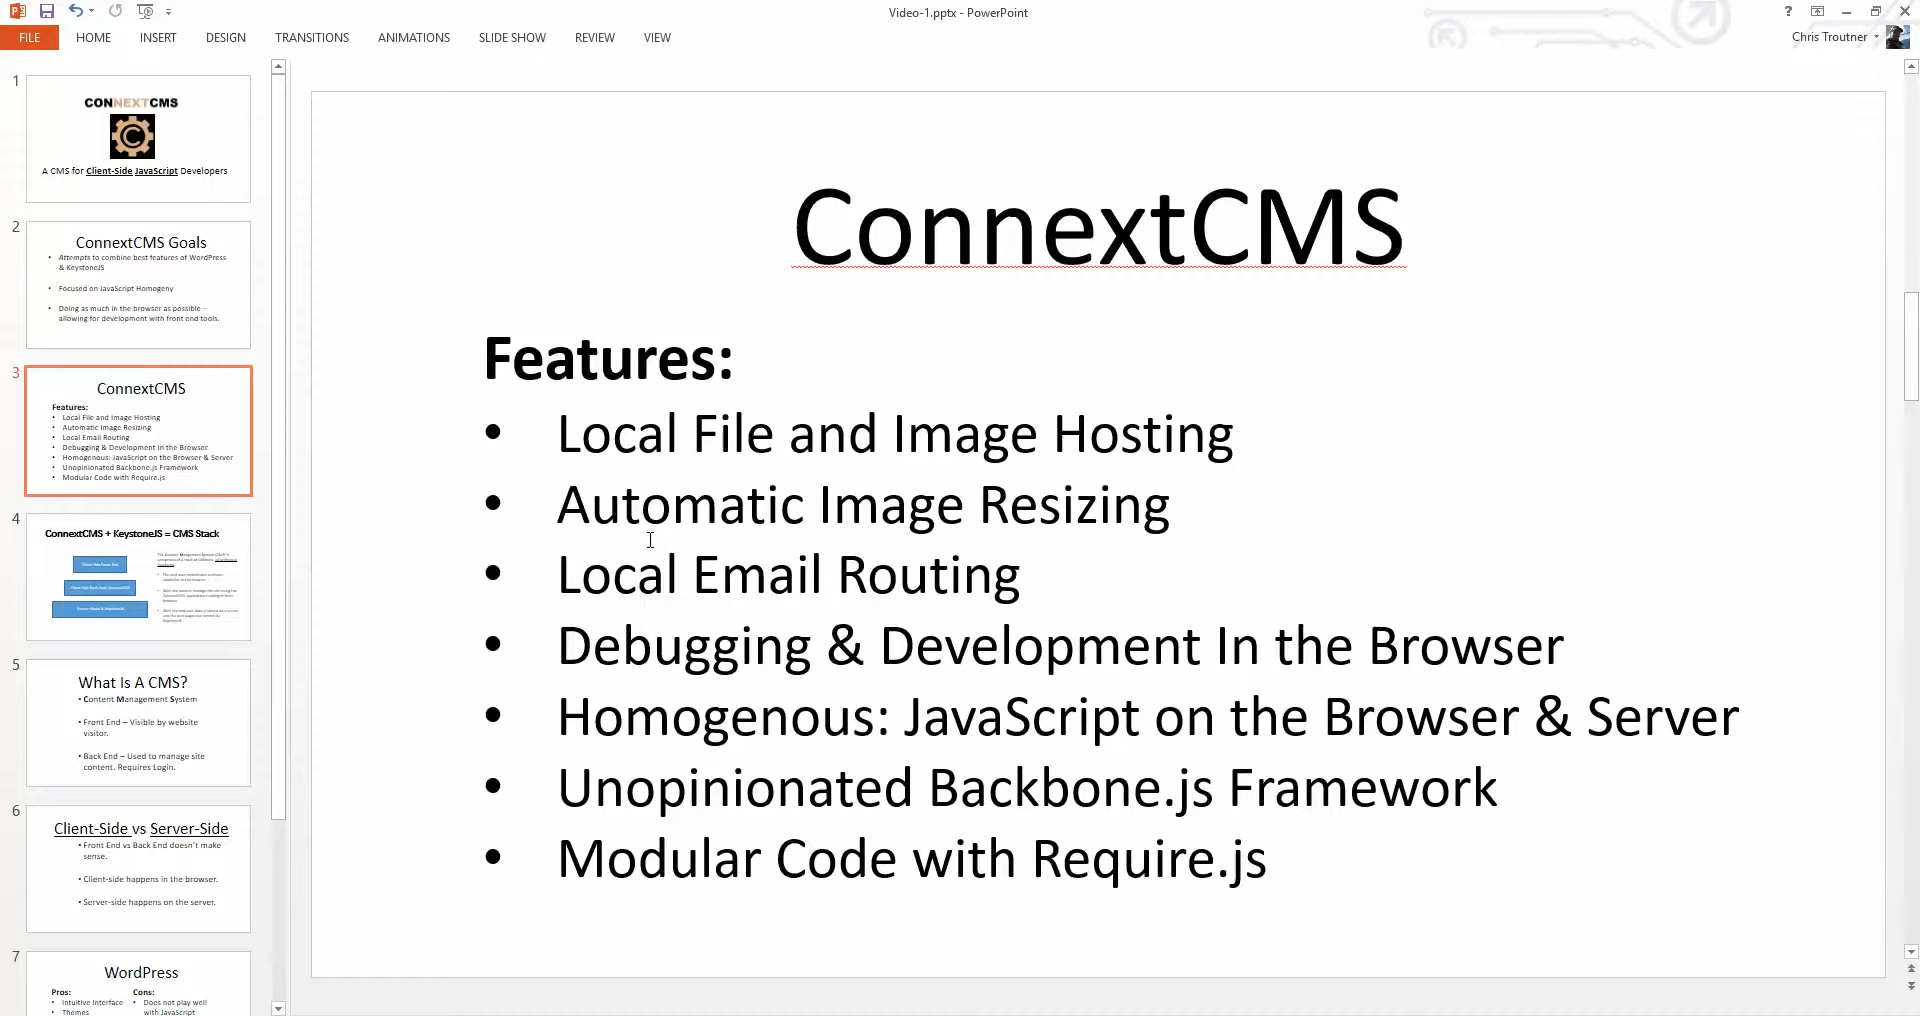 Video-1.pptx - PowerPoint
?
FILE HOME INSERT DESIGN TRANSITIONS ANIMATIONS SLIDE SHOW REVIEW VIEW
Chris Troutner
1
CONNEXTCMS
C
A CMS for Client-Side JavaScript Developers
2
ConnextCMS Goals
• Attempts to combine best features of WordPress
& KeystoneJS
• Focused on JavaScript Homogeny
• Doing as much in the browser as possible –
allowing for development with front end tools.
3
ConnextCMS
Features:
• Local File and Image Hosting
• Automatic Image Resizing
• Local Email Routing
• Debugging & Development In the Browser
• Homogenous: JavaScript on the Browser & Server
• Unopinionated Backbone.js Framework
• Modular Code with Require.js
4
ConnextCMS + KeystoneJS = CMS Stack
5
What Is A CMS?
• Content Management System
• Front End – Visible by website
visitor.
• Back End – Used to manage site
content. Requires Login.
6
Client-Side vs Server-Side
• Front End vs Back End doesn't make
sense.
• Client-side happens in the browser.
• Server-side happens on the server.
7
WordPress
Pros: Cons:
• Intuitive Interface • Does not play well
• Themes with JavaScript
ConnextCMS
Features:
• Local File and Image Hosting
• Automatic Image Resizing
• Local Email Routing
• Debugging & Development In the Browser
• Homogenous: JavaScript on the Browser & Server
• Unopinionated Backbone.js Framework
• Modular Code with Require.js